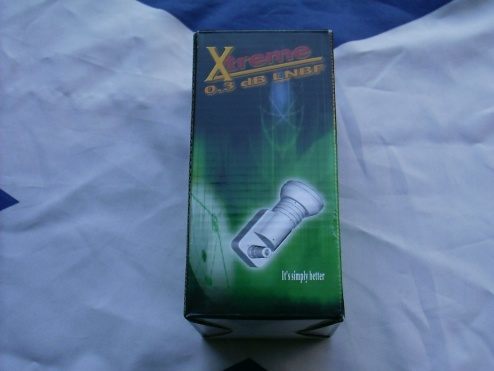 Xtreme
0.3 dB LNBF
It's simply better